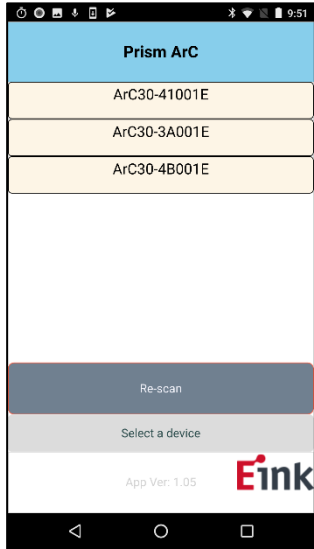 9:51
Prism ArC
ArC30-41001E
ArC30-3A001E
ArC30-4B001E
Re-scan
Select a device
App Ver: 1.05
Eink